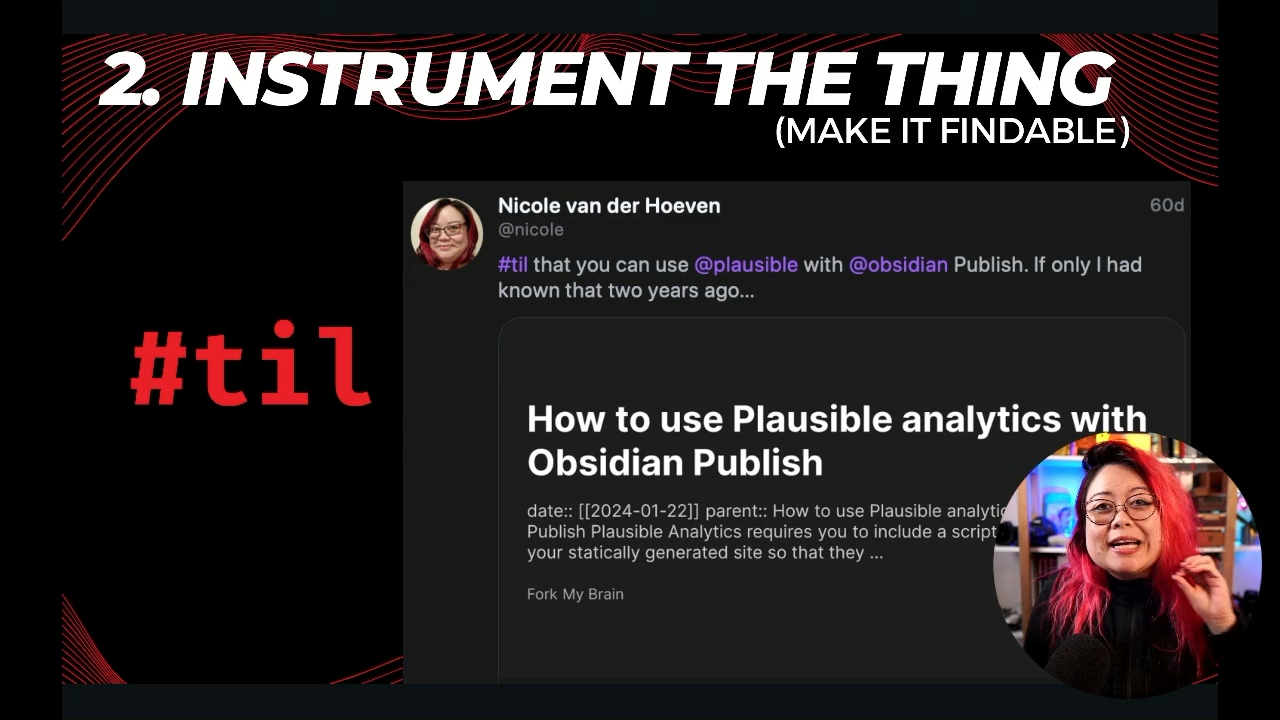 2. INSTRUMENT THE THING
(MAKE IT FINDABLE)
#til
Nicole van der Hoeven
60d
@nicole
#til that you can use @plausible with @obsidian Publish. If only I had
known that two years ago...
How to use Plausible analytics with
Obsidian Publish
date:: [[2024-01-22]] parent:: How to use Plausible
Publish Plausible Analytics requires you to include a script
your statically generated site so that they ...
Fork My Brain